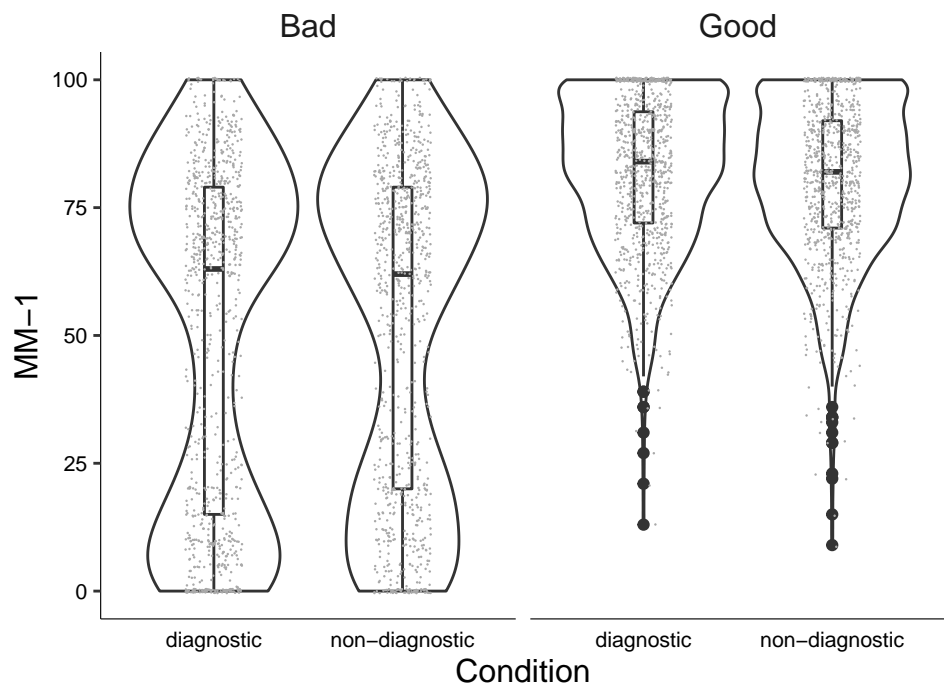 Bad
Good
MM−1
100
75
50
25
0
diagnostic
non−diagnostic
diagnostic
non−diagnostic
Condition